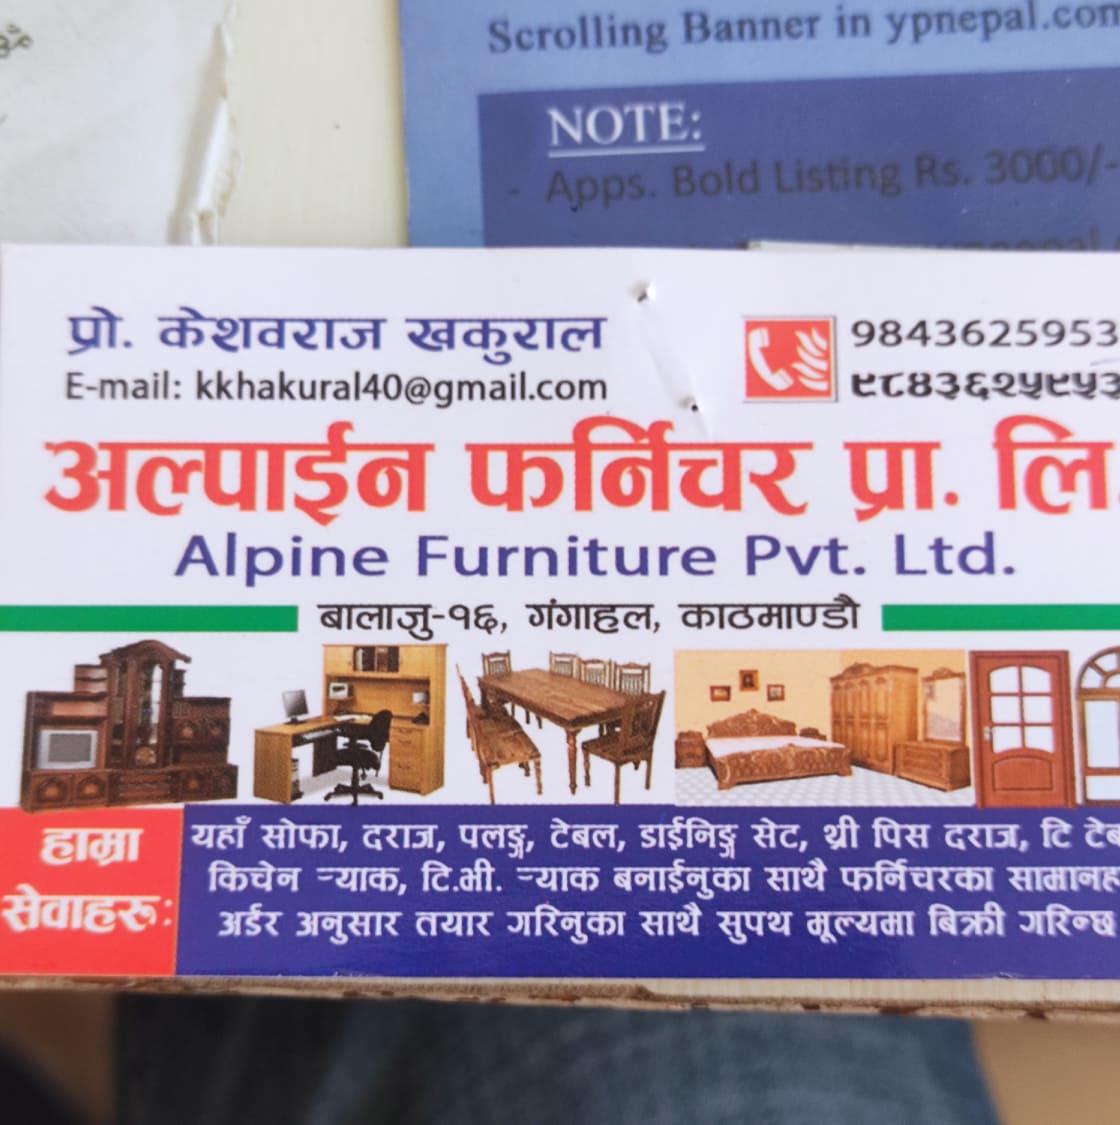 Scrolling Banner in ypnepal.com
NOTE:
- Apps. Bold Listing Rs. 3000/-
प्रो. केशवराज खकुराल
E-mail: kkhakural40@gmail.com
9843625953
९८४३६२५९५३
अल्पाईन फर्निचर प्रा. लि
Alpine Furniture Pvt. Ltd.
बालाजु-१६, गंगाहल, काठमाण्डौ
हाम्रा
सेवाहरू:
यहाँ सोफा, दराज, पलङ्ग, टेबल, डाईनिङ्ग सेट, थ्री पिस दराज, टि
किचेन ऱ्याक, टि.भी. ऱ्याक बनाईनुका साथै फर्निचरका
अर्डर अनुसार तयार गरिनुका साथै सुपथ मूल्यमा बिक्री गरिन्छ